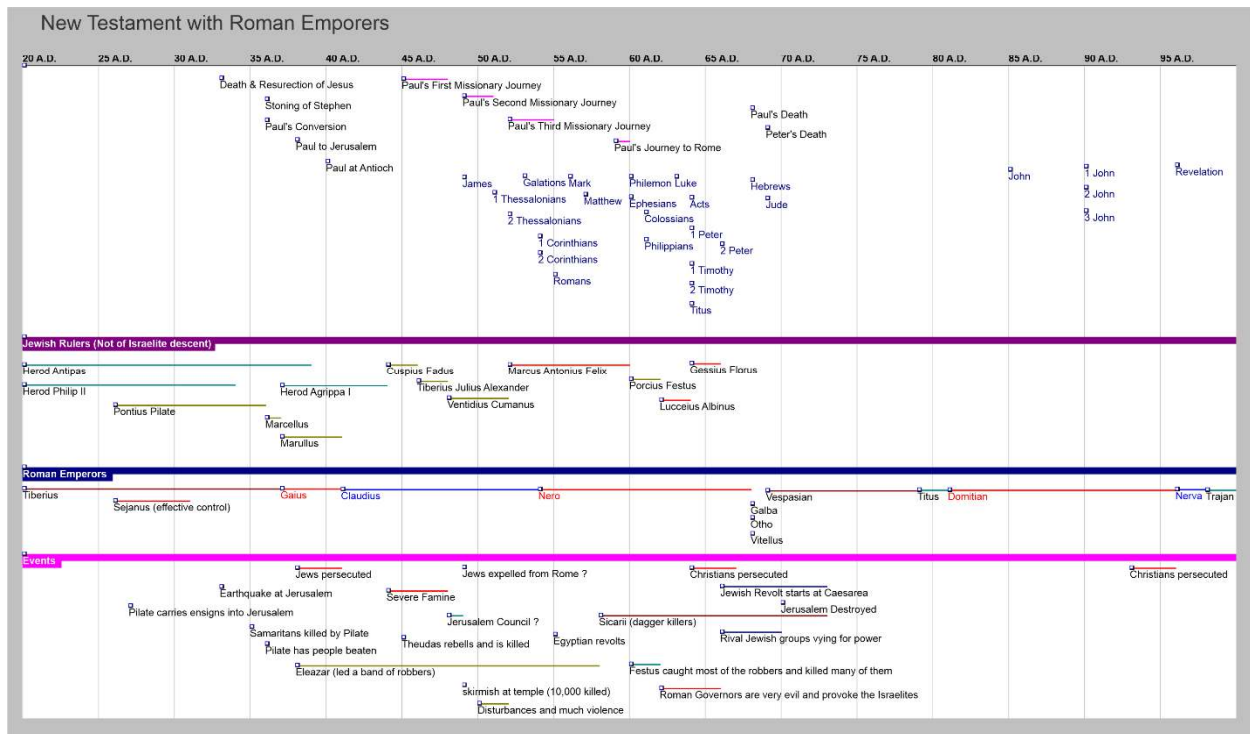 New Testament with Roman Emporers
20 A.D. 25 A.D. 30 A.D. 35 A.D. 40 A.D. 45 A.D. 50 A.D. 55 A.D. 60 A.D. 65 A.D. 70 A.D. 75 A.D. 80 A.D. 85 A.D. 90 A.D. 95 A.D.
Death & Resurection of Jesus
Paul's First Missionary Journey
Stoning of Stephen
Paul's Second Missionary Journey
Paul's Death
Paul's Conversion
Paul's Third Missionary Journey
Peter's Death
Paul to Jerusalem
Paul's Journey to Rome
Paul at Antioch
James
Galations
Mark
Philemon
Luke
Hebrews
John
1 John
Revelation
1 Thessalonians
Matthew
Ephesians
Acts
Jude
2 John
2 Thessalonians
Colossians
3 John
1 Corinthians
Philippians
1 Peter
2 Corinthians
2 Peter
Romans
1 Timothy
2 Timothy
Titus
Jewish Rulers (Not of Israelite descent)
Herod Antipas
Cuspius Fadus
Marcus Antonius Felix
Gessius Florus
Herod Philip II
Herod Agrippa I
Tiberius Julius Alexander
Porcius Festus
Pontius Pilate
Ventidius Cumanus
Lucceius Albinus
Marcellus
Marullus
Roman Emperors
Tiberius
Gaius
Claudius
Nero
Vespasian
Titus
Domitian
Nerva
Trajan
Sejanus (effective control)
Galba
Otho
Vitellus
Events
Jews persecuted
Jews expelled from Rome ?
Christians persecuted
Christians persecuted
Earthquake at Jerusalem
Severe Famine
Jewish Revolt starts at Caesarea
Pilate carries ensigns into Jerusalem
Jerusalem Council ?
Sicarii (dagger killers)
Jerusalem Destroyed
Samaritans killed by Pilate
Theudas rebells and is killed
Egyptian revolts
Rival Jewish groups vying for power
Pilate has people beaten
Eleazar (led a band of robbers)
Festus caught most of the robbers and killed many of them
skirmish at temple (10,000 killed)
Roman Governors are very evil and provoke the Israelites
Disturbances and much violence